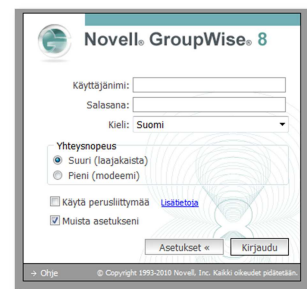 Novell® GroupWise® 8
Käyttäjänimi:
Salasana:
Kieli: Suomi
Yhteysnopeus
Suuri (laajakaista)
Pieni (modeemi)
Käytä perusliittymää Lisätietoja
Muista asetukseni
Asetukset « Kirjaudu
→ Ohje © Copyright 1993-2010 Novell, Inc. Kaikki oikeudet pidätetään.